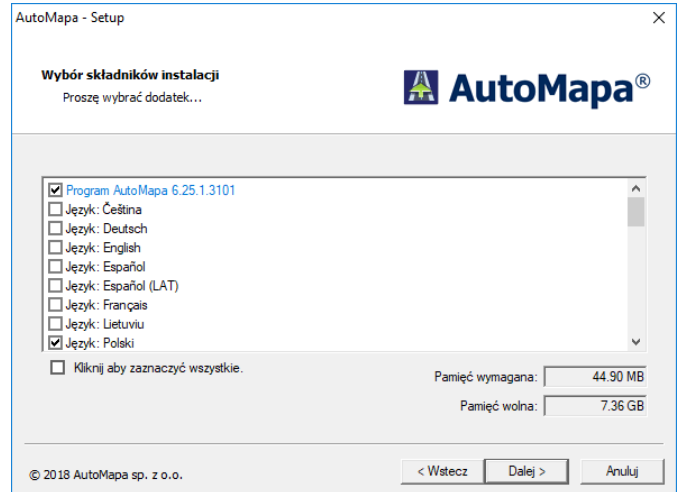 AutoMapa - Setup
Wybór składników instalacji
Proszę wybrać dodatek...
AutoMapa®
Program AutoMapa 6.25.1.3101
Język: Čeština
Język: Deutsch
Język: English
Język: Español
Język: Español (LAT)
Język: Français
Język: Lietuviu
Język: Polski
Kliknij aby zaznaczyć wszystkie.
Pamięć wymagana: 44.90 MB
Pamięć wolna: 7.36 GB
© 2018 AutoMapa sp. z o.o.
< Wstecz Dalej > Anuluj